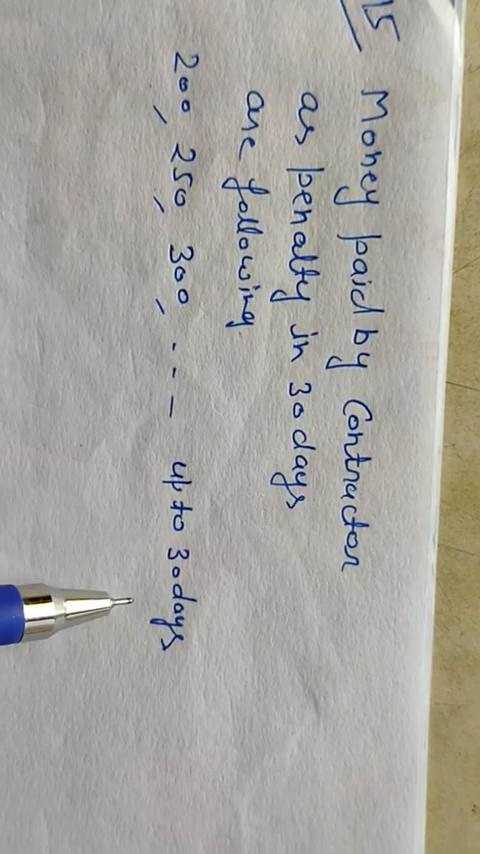 15 Money paid by Contractor
as penalty in 30 days
are following.
200, 250, 300, - - - up to 30 days